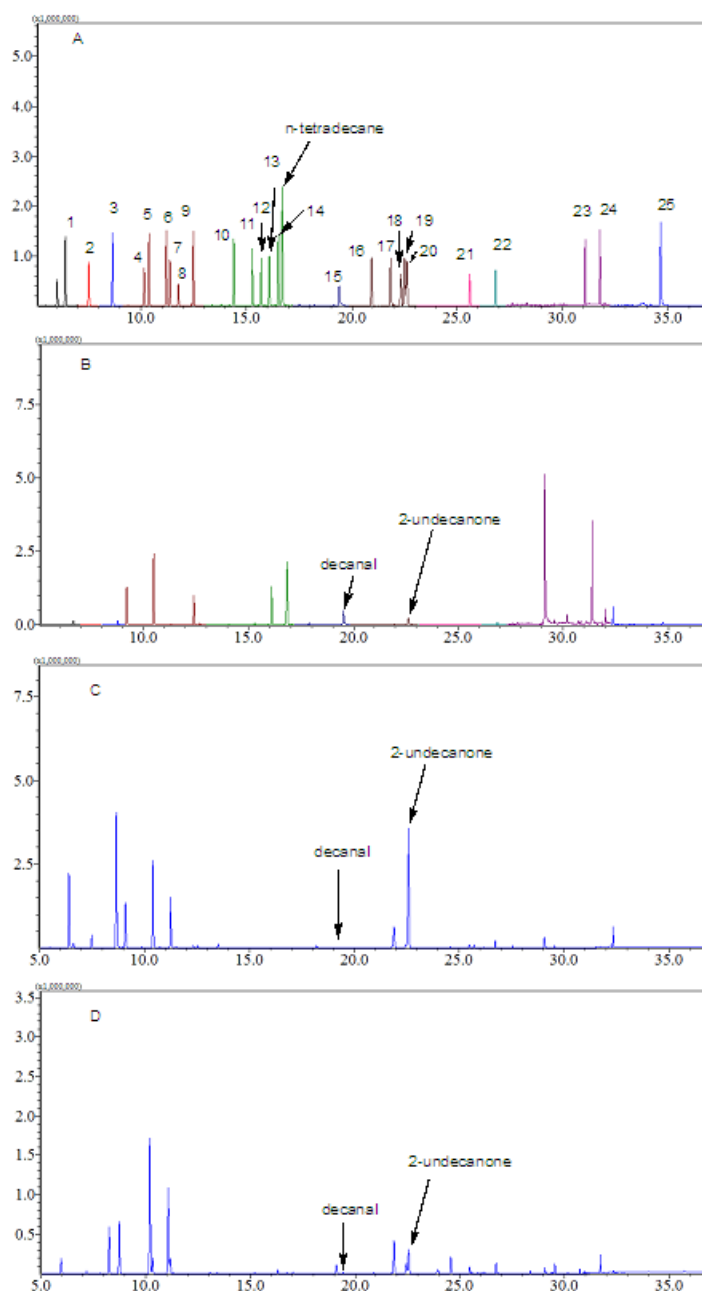 (x1,000,000)
A
5.0
4.0
3.0
2.0
1.0
n-tetradecane
1 2 3 4 5 6 7 8 9 10 11 12 13 14 15 16 17 18 19 20 21 22 23 24 25
10.0 15.0 20.0 25.0 30.0 35.0
(x1,000,000)
B
7.5
5.0
2.5
0.0
decanal
2-undecanone
10.0 15.0 20.0 25.0 30.0 35.0
(x1,000,000)
C
7.5
5.0
2.5
decanal
2-undecanone
5.0 10.0 15.0 20.0 25.0 30.0 35.0
(x1,000,000)
D
3.5
3.0
2.5
2.0
1.5
1.0
0.5
decanal
2-undecanone
5.0 10.0 15.0 20.0 25.0 30.0 35.0